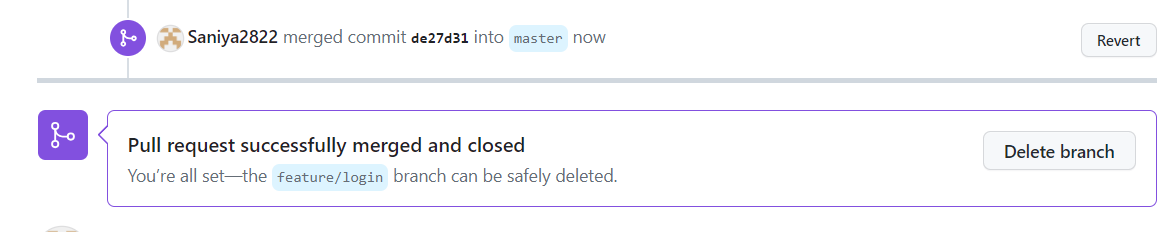 Saniya2822 merged commit de27d31 into master now
Revert
Pull request successfully merged and closed
You’re all set—the feature/login branch can be safely deleted.
Delete branch